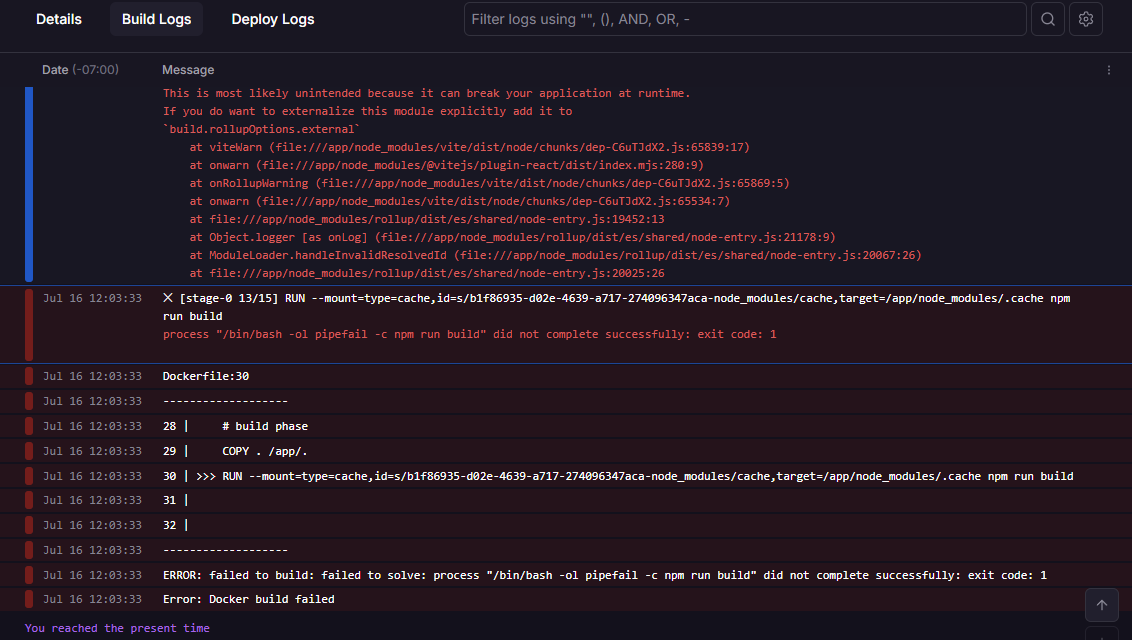 Details Build Logs Deploy Logs Filter logs using "", (), AND, OR, -
Date (-07:00) Message
This is most likely unintended because it can break your application at runtime.
If you do want to externalize this module explicitly add it to
`build.rollupOptions.external`
at viteWarn (file:///app/node_modules/vite/dist/node/chunks/dep-C6uTJdX2.js:65839:17)
at onwarn (file:///app/node_modules/@vitejs/plugin-react/dist/index.mjs:280:9)
at onRollupWarning (file:///app/node_modules/vite/dist/node/chunks/dep-C6uTJdX2.js:65869:5)
at onwarn (file:///app/node_modules/vite/dist/node/chunks/dep-C6uTJdX2.js:65534:7)
at file:///app/node_modules/rollup/dist/es/shared/node-entry.js:19452:13
at Object.logger [as onLog] (file:///app/node_modules/rollup/dist/es/shared/node-entry.js:21178:9)
at ModuleLoader.handleInvalidResolvedId (file:///app/node_modules/rollup/dist/es/shared/node-entry.js:20067:26)
at file:///app/node_modules/rollup/dist/es/shared/node-entry.js:20025:26
Jul 16 12:03:33 ✕ [stage-0 13/15] RUN --mount=type=cache,id=s/b1f86935-d02e-4639-a717-274096347aca-node_modules/cache,target=/app/node_modules/.cache npm
run build
process "/bin/bash -ol pipefail -c npm run build" did not complete successfully: exit code: 1
Jul 16 12:03:33 Dockerfile:30
Jul 16 12:03:33 -------------------
Jul 16 12:03:33 28 | # build phase
Jul 16 12:03:33 29 | COPY . /app/.
Jul 16 12:03:33 30 | >>> RUN --mount=type=cache,id=s/b1f86935-d02e-4639-a717-274096347aca-node_modules/cache,target=/app/node_modules/.cache npm run build
Jul 16 12:03:33 31 |
Jul 16 12:03:33 32 |
Jul 16 12:03:33 -------------------
Jul 16 12:03:33 ERROR: failed to build: failed to solve: process "/bin/bash -ol pipefail -c npm run build" did not complete successfully: exit code: 1
Jul 16 12:03:33 Error: Docker build failed
You reached the present time